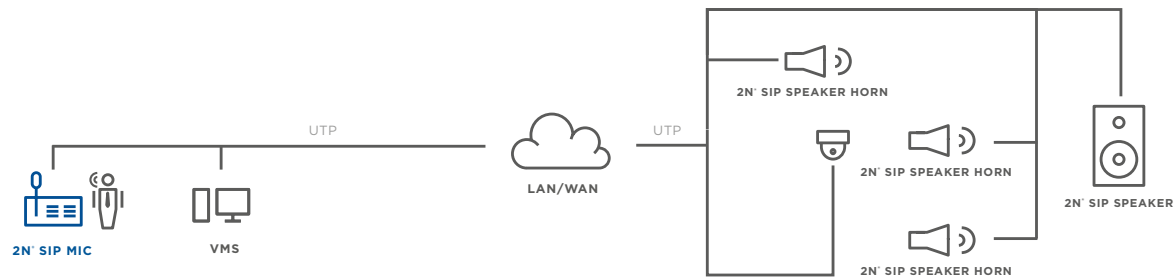 2N° SIP SPEAKER HORN
UTP
UTP
2N° SIP SPEAKER HORN
LAN/WAN
2N° SIP SPEAKER
2N° SIP MIC
VMS
2N° SIP SPEAKER HORN